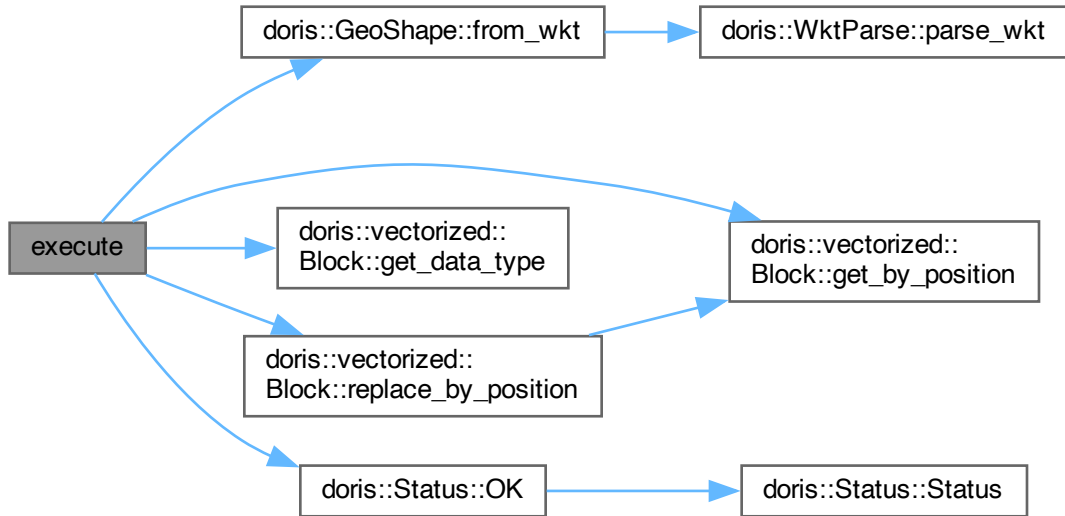 doris::GeoShape::from_wkt
doris::WktParse::parse_wkt
execute
doris::vectorized::
Block::get_data_type
doris::vectorized::
Block::get_by_position
doris::vectorized::
Block::replace_by_position
doris::Status::OK
doris::Status::Status